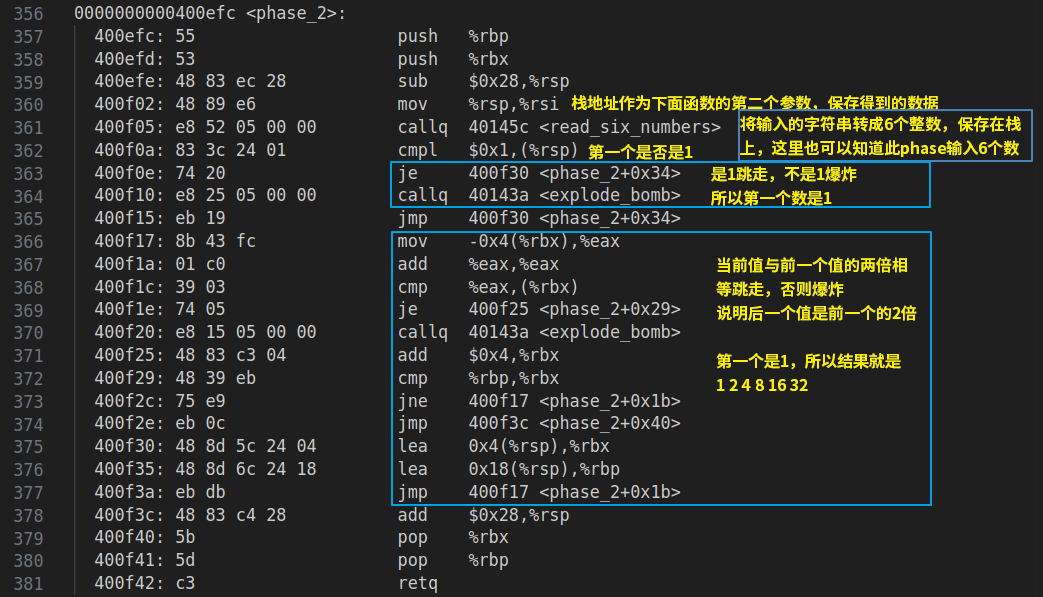 356 0000000000400efc <phase_2>:
357 400efc: 55 push %rbp
358 400efd: 53 push %rbx
359 400efe: 48 83 ec 28 sub $0x28,%rsp
360 400f02: 48 89 e6 mov %rsp,%rsi 栈地址作为下面函数的第二个参数，保存得到的数据
361 400f05: e8 52 05 00 00 callq 40145c <read_six_numbers> 将输入的字符串转成6个整数，保存在栈
362 400f0a: 83 3c 24 01 cmpl $0x1,(%rsp) 第一个是否是1 上，这里也可以知道此phase输入6个数
363 400f0e: 74 20 je 400f30 <phase_2+0x34> 是1跳走，不是1爆炸
364 400f10: e8 25 05 00 00 callq 40143a <explode_bomb> 所以第一个数是1
365 400f15: eb 19 jmp 400f30 <phase_2+0x34>
366 400f17: 8b 43 fc mov -0x4(%rbx),%eax
367 400f1a: 01 c0 add %eax,%eax 当前值与前一个值的两倍相
368 400f1c: 39 03 cmp %eax,(%rbx) 等跳走，否则爆炸
369 400f1e: 74 05 je 400f25 <phase_2+0x29> 说明后一个值是前一个的2倍
370 400f20: e8 15 05 00 00 callq 40143a <explode_bomb>
371 400f25: 48 83 c3 04 add $0x4,%rbx 第一个是1，所以结果就是
372 400f29: 48 39 eb cmp %rbp,%rbx 1 2 4 8 16 32
373 400f2c: 75 e9 jne 400f17 <phase_2+0x1b>
374 400f2e: eb 0c jmp 400f3c <phase_2+0x40>
375 400f30: 48 8d 5c 24 04 lea 0x4(%rsp),%rbx
376 400f35: 48 8d 6c 24 18 lea 0x18(%rsp),%rbp
377 400f3a: eb db jmp 400f17 <phase_2+0x1b>
378 400f3c: 48 83 c4 28 add $0x28,%rsp
379 400f40: 5b pop %rbx
380 400f41: 5d pop %rbp
381 400f42: c3 retq